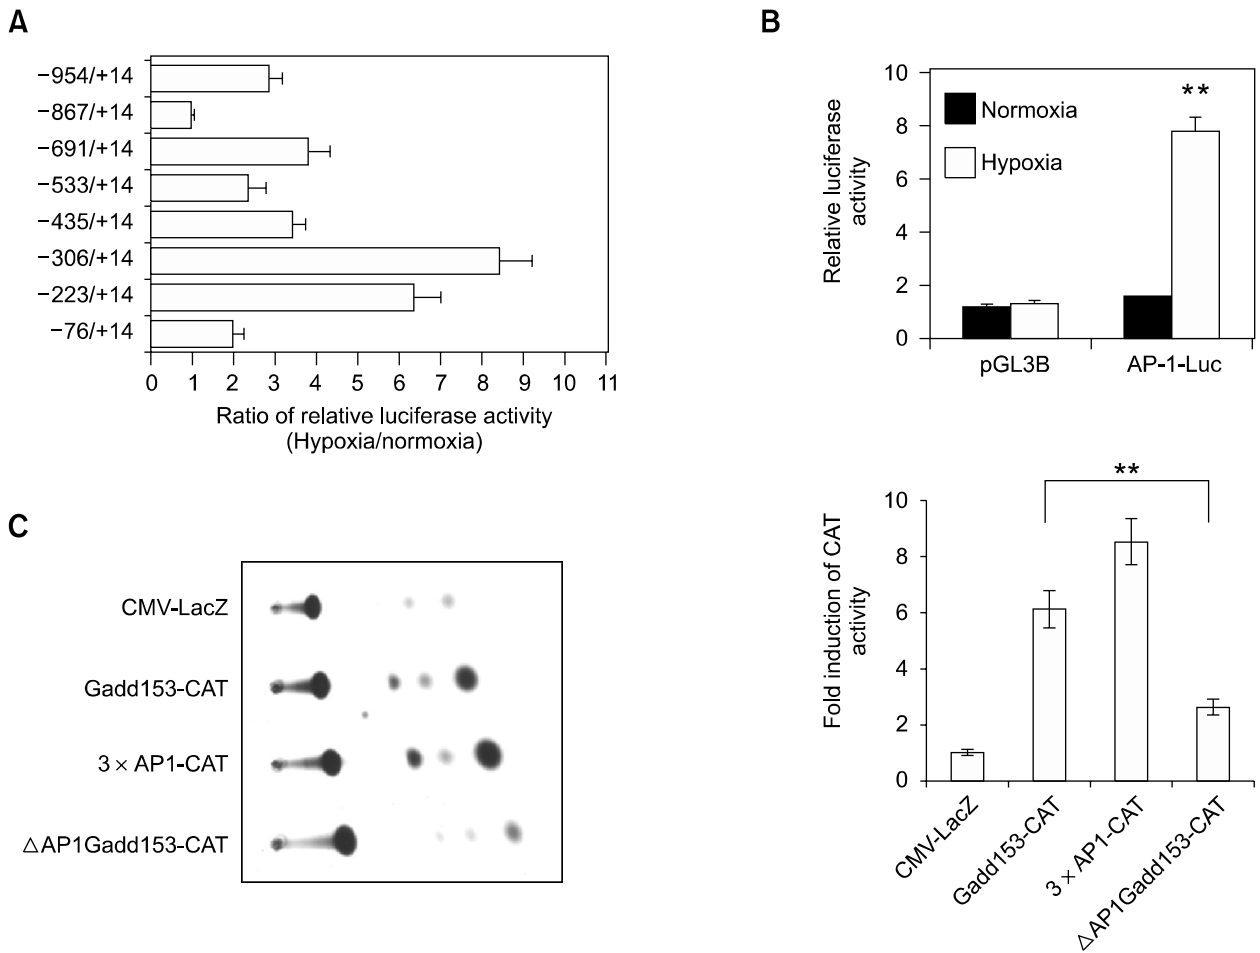 A
−954/+14
−867/+14
−691/+14
−533/+14
−435/+14
−306/+14
−223/+14
−76/+14
0 1 2 3 4 5 6 7 8 9 10 11
Ratio of relative luciferase activity
(Hypoxia/normoxia)
B
Relative luciferase
activity
10
8
6
4
2
0
Normoxia
Hypoxia
**
pGL3B AP-1-Luc
C
CMV-LacZ
Gadd153-CAT
3 × AP1-CAT
△AP1Gadd153-CAT
Fold induction of CAT
activity
10
8
6
4
2
0
**
CMV-LacZ
Gadd153-CAT
3 × AP1-CAT
△AP1Gadd153-CAT